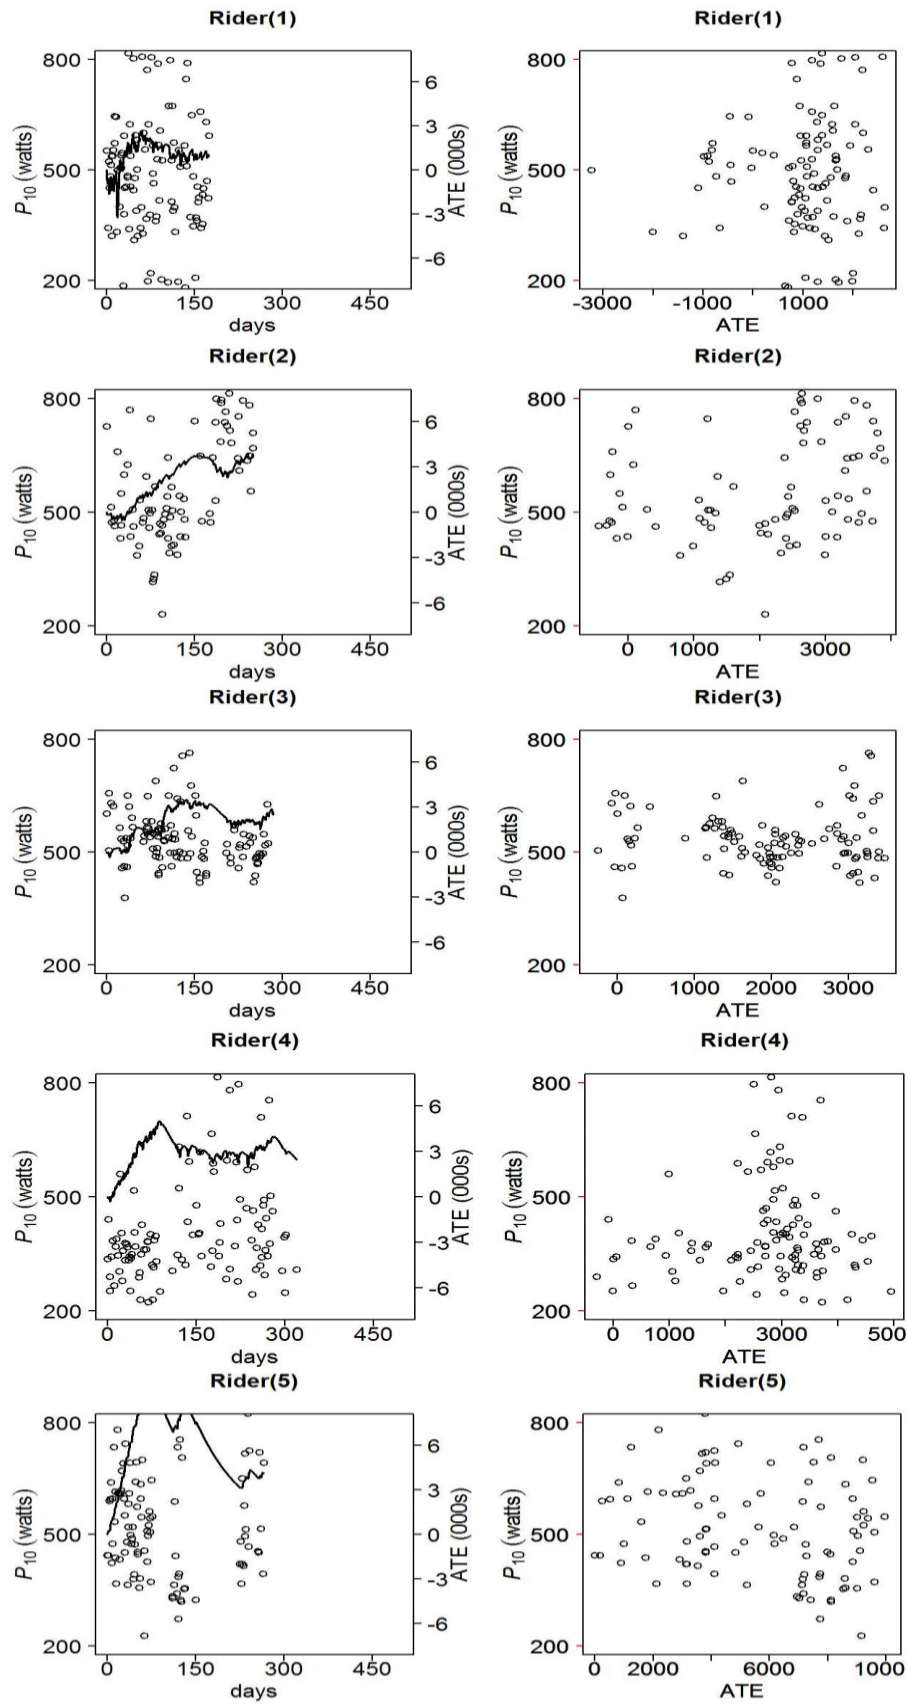 Rider(1) Rider(1)
800 6 800
3
P10 (watts) 500 0 ATE (000s) P10 (watts) 500
-3
200 -6 200
0 150 300 450 -3000 -1000 1000
days ATE
Rider(2) Rider(2)
800 6 800
3
P10 (watts) 500 0 ATE (000s) P10 (watts) 500
-3
200 -6 200
0 150 300 450 0 1000 3000
days ATE
Rider(3) Rider(3)
800 6 800
3
P10 (watts) 500 0 ATE (000s) P10 (watts) 500
-3
200 -6 200
0 150 300 450 0 1000 2000 3000
days ATE
Rider(4) Rider(4)
800 6 800
3
P10 (watts) 500 0 ATE (000s) P10 (watts) 500
-3
200 -6 200
0 150 300 450 0 1000 3000 500
days ATE
Rider(5) Rider(5)
800 6 800
3
P10 (watts) 500 0 ATE (000s) P10 (watts) 500
-3
200 -6 200
0 150 300 450 0 2000 6000 1000
days ATE